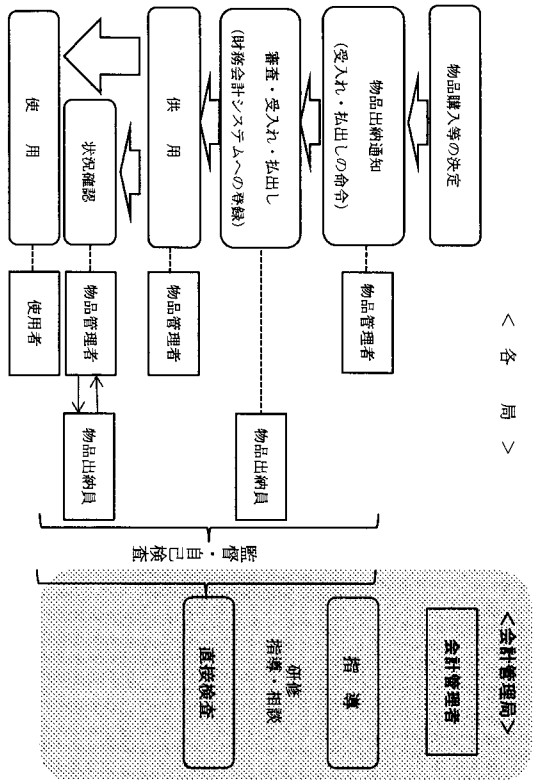 ＜各局＞
物品購入等の決定
物品出納通知
(受入れ・払出しの命令)
物品管理者
審査・受入れ・払出し
(財務会計システムへの登録)
物品出納員
供用
物品管理者
状況確認
物品管理者
物品出納員
使用
使用者
監督・自己検査
＜会計管理局＞
会計管理者
指導
研修
指導・相談
直接検査